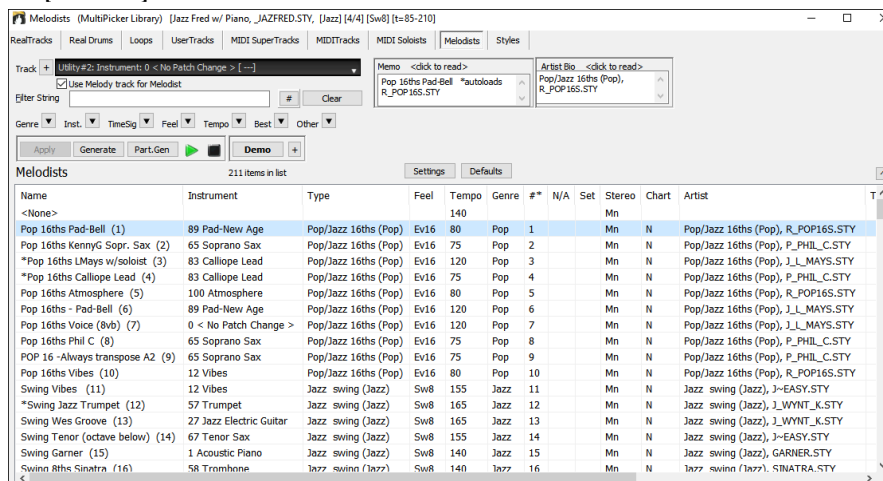 Melodists (MultiPicker Library) [Jazz Fred w/ Piano, _JAZFRED.STY, [Jazz] [4/4] [Sw8] [t=85-210]
RealTracks Real Drums Loops UserTracks MIDI SuperTracks MIDITracks MIDI Soloists Melodists Styles
Track + Utility#2: Instrument: 0 < No Patch Change > [ ---]
Use Melody track for Melodist
Filter String # Clear
Memo <click to read>
Pop 16ths Pad-Bell *autoloads
R_POP16S.STY
Artist Bio <click to read>
Pop/Jazz 16ths (Pop),
R_POP16S.STY
Genre Inst. TimeSig Feel Tempo Best Other
Apply Generate Part.Gen Demo +
Melodists 211 items in list Settings Defaults
Name Instrument Type Feel Tempo Genre #* N/A Set Stereo Chart Artist T
<None> 140 Mn
Pop 16ths Pad-Bell (1) 89 Pad-New Age Pop/Jazz 16ths (Pop) Ev16 80 Pop 1 Mn N Pop/Jazz 16ths (Pop), R_POP16S.STY
Pop 16ths KennyG Sopr. Sax (2) 65 Soprano Sax Pop/Jazz 16ths (Pop) Ev16 75 Pop 2 Mn N Pop/Jazz 16ths (Pop), P_PHIL_C.STY
*Pop 16ths LMays w/soloist (3) 83 Calliope Lead Pop/Jazz 16ths (Pop) Ev16 120 Pop 3 Mn N Pop/Jazz 16ths (Pop), J_L_MAYS.STY
*Pop 16ths Calliope Lead (4) 83 Calliope Lead Pop/Jazz 16ths (Pop) Ev16 75 Pop 4 Mn N Pop/Jazz 16ths (Pop), P_PHIL_C.STY
Pop 16ths Atmosphere (5) 100 Atmosphere Pop/Jazz 16ths (Pop) Ev16 80 Pop 5 Mn N Pop/Jazz 16ths (Pop), R_POP16S.STY
Pop 16ths - Pad-Bell (6) 89 Pad-New Age Pop/Jazz 16ths (Pop) Ev16 120 Pop 6 Mn N Pop/Jazz 16ths (Pop), J_L_MAYS.STY
Pop 16ths Voice (8vb) (7) 0 < No Patch Change > Pop/Jazz 16ths (Pop) Ev16 120 Pop 7 Mn N Pop/Jazz 16ths (Pop), J_L_MAYS.STY
Pop 16ths Phil C (8) 65 Soprano Sax Pop/Jazz 16ths (Pop) Ev16 75 Pop 8 Mn N Pop/Jazz 16ths (Pop), P_PHIL_C.STY
POP 16 -Always transpose A2 (9) 65 Soprano Sax Pop/Jazz 16ths (Pop) Ev16 75 Pop 9 Mn N Pop/Jazz 16ths (Pop), P_PHIL_C.STY
Pop 16ths Vibes (10) 12 Vibes Pop/Jazz 16ths (Pop) Ev16 80 Pop 10 Mn N Pop/Jazz 16ths (Pop), R_POP16S.STY
Swing Vibes (11) 12 Vibes Jazz swing (Jazz) Sw8 155 Jazz 11 Mn N Jazz swing (Jazz), J~EASY.STY
*Swing Jazz Trumpet (12) 57 Trumpet Jazz swing (Jazz) Sw8 165 Jazz 12 Mn N Jazz swing (Jazz), J_WYNT_K.STY
Swing Wes Groove (13) 27 Jazz Electric Guitar Jazz swing (Jazz) Sw8 165 Jazz 13 Mn N Jazz swing (Jazz), J_WYNT_K.STY
Swing Tenor (octave below) (14) 67 Tenor Sax Jazz swing (Jazz) Sw8 155 Jazz 14 Mn N Jazz swing (Jazz), J~EASY.STY
Swing Garner (15) 1 Acoustic Piano Jazz swing (Jazz) Sw8 140 Jazz 15 Mn N Jazz swing (Jazz), GARNER.STY
Swing 8ths Sinatra (16) 58 Trombone Jazz swing (Jazz) Sw8 140 Jazz 16 Mn N Jazz swing (Jazz), SINATRA.STY